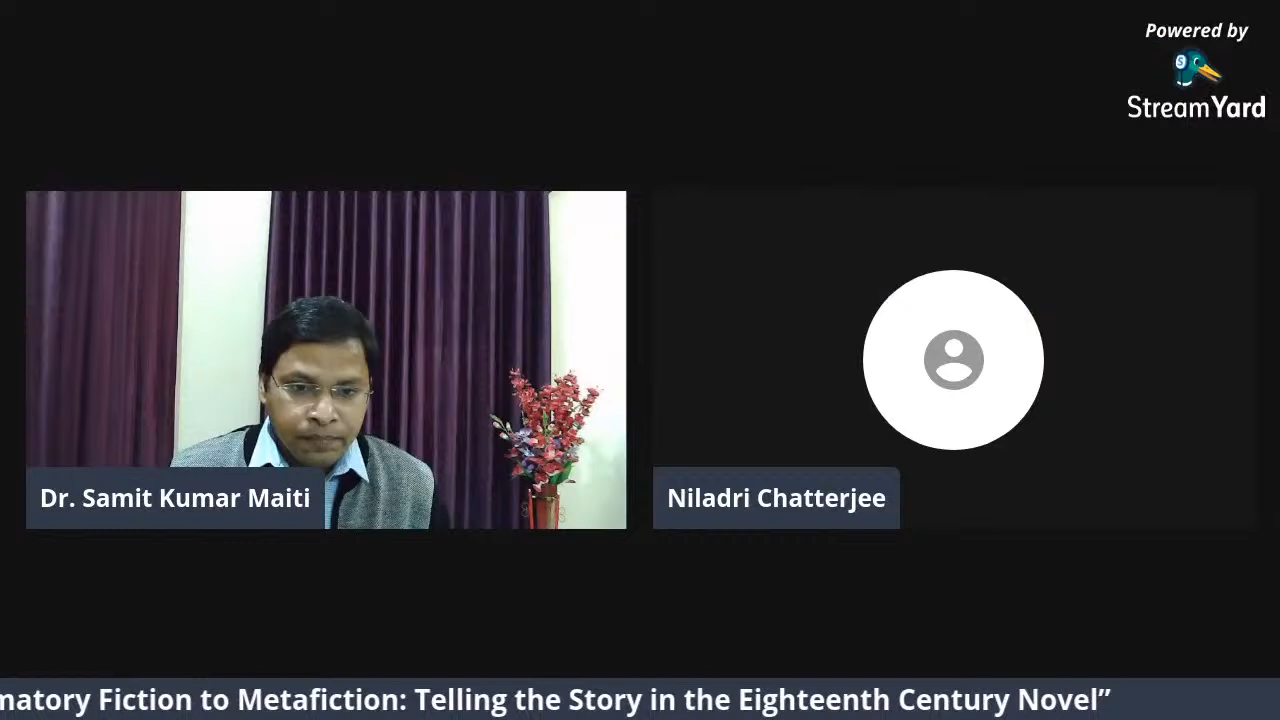 Powered by
StreamYard
Dr. Samit Kumar Maiti
Niladri Chatterjee
Fiction to Metafiction: Telling the Story in the Eighteenth Century Novel”